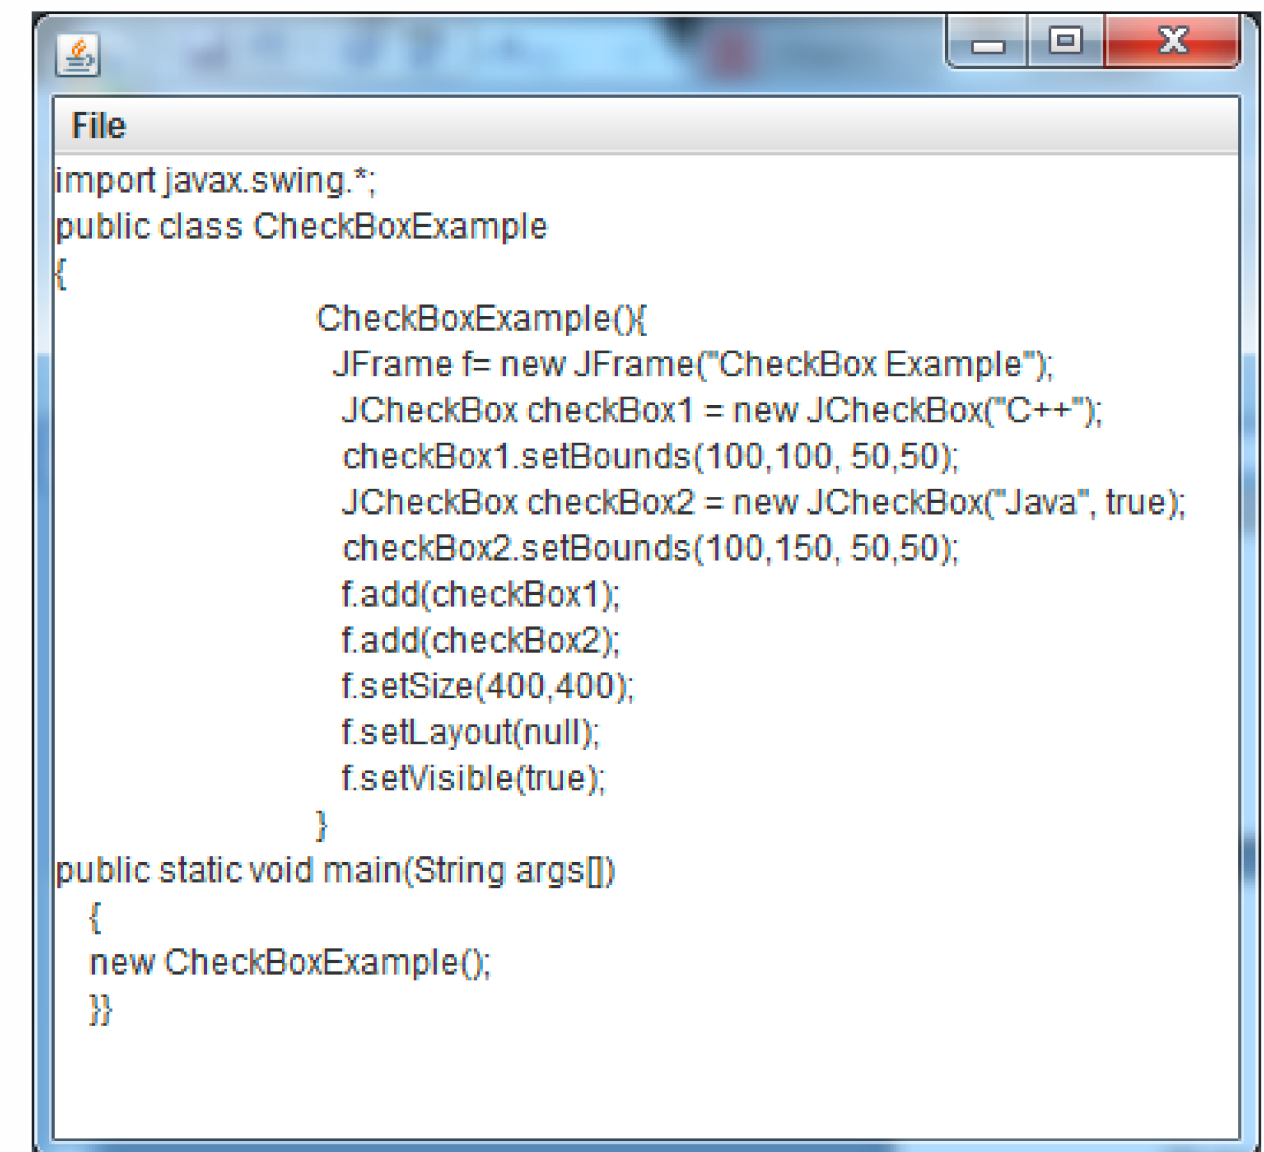 File
import javax.swing.*;
public class CheckBoxExample
{
CheckBoxExample(){
JFrame f= new JFrame("CheckBox Example");
JCheckBox checkBox1 = new JCheckBox("C++");
checkBox1.setBounds(100,100, 50,50);
JCheckBox checkBox2 = new JCheckBox("Java", true);
checkBox2.setBounds(100,150, 50,50);
f.add(checkBox1);
f.add(checkBox2);
f.setSize(400,400);
f.setLayout(null);
f.setVisible(true);
}
public static void main(String args[])
{
new CheckBoxExample();
}}